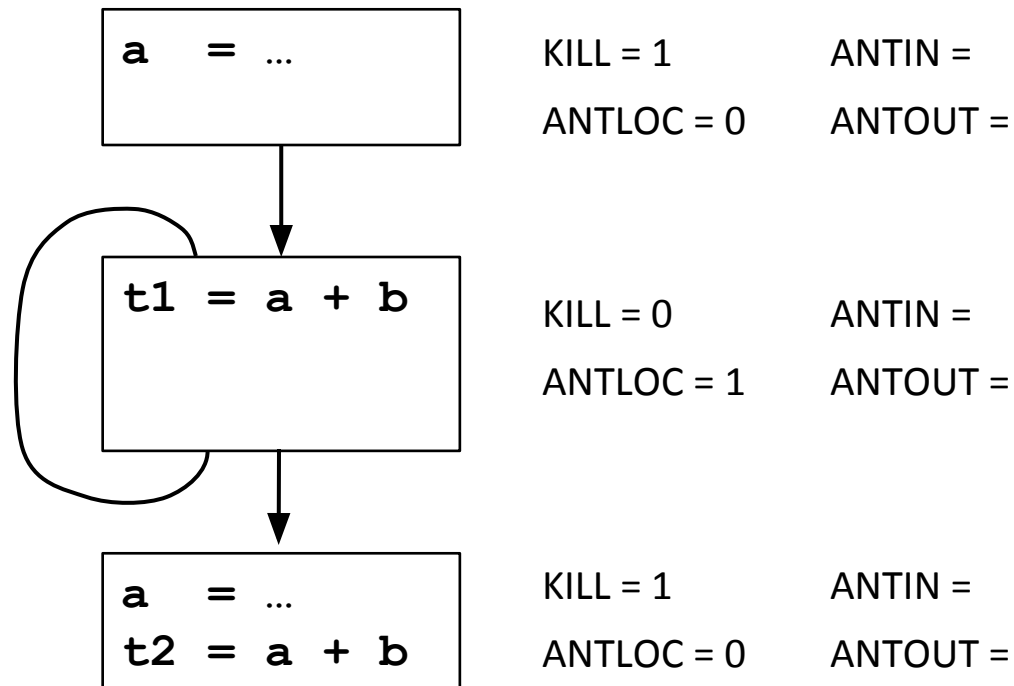 a = …
KILL = 1 ANTIN =
ANTLOC = 0 ANTOUT =
t1 = a + b
KILL = 0 ANTIN =
ANTLOC = 1 ANTOUT =
a = …
t2 = a + b
KILL = 1 ANTIN =
ANTLOC = 0 ANTOUT =